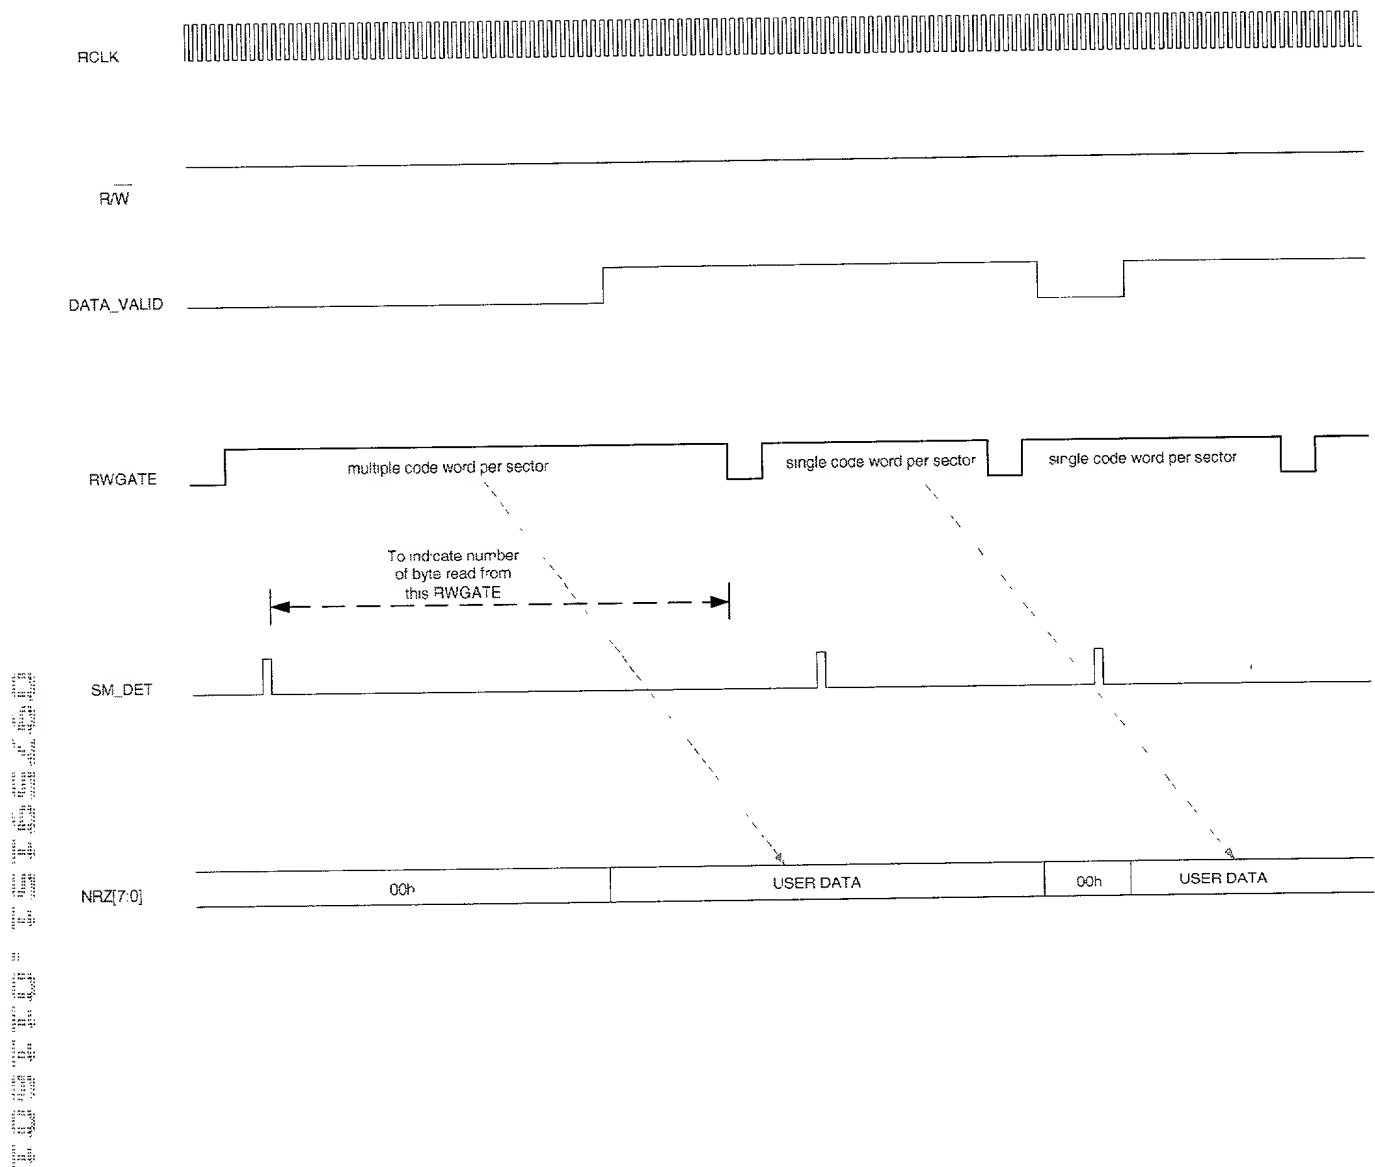 RCLK
R/W
DATA_VALID
RWGATE
multiple code word per sector
single code word per sector
single code word per sector
To indicate number
of byte read from
this RWGATE
SM_DET
NRZ[7:0]
00h
USER DATA
00h
USER DATA